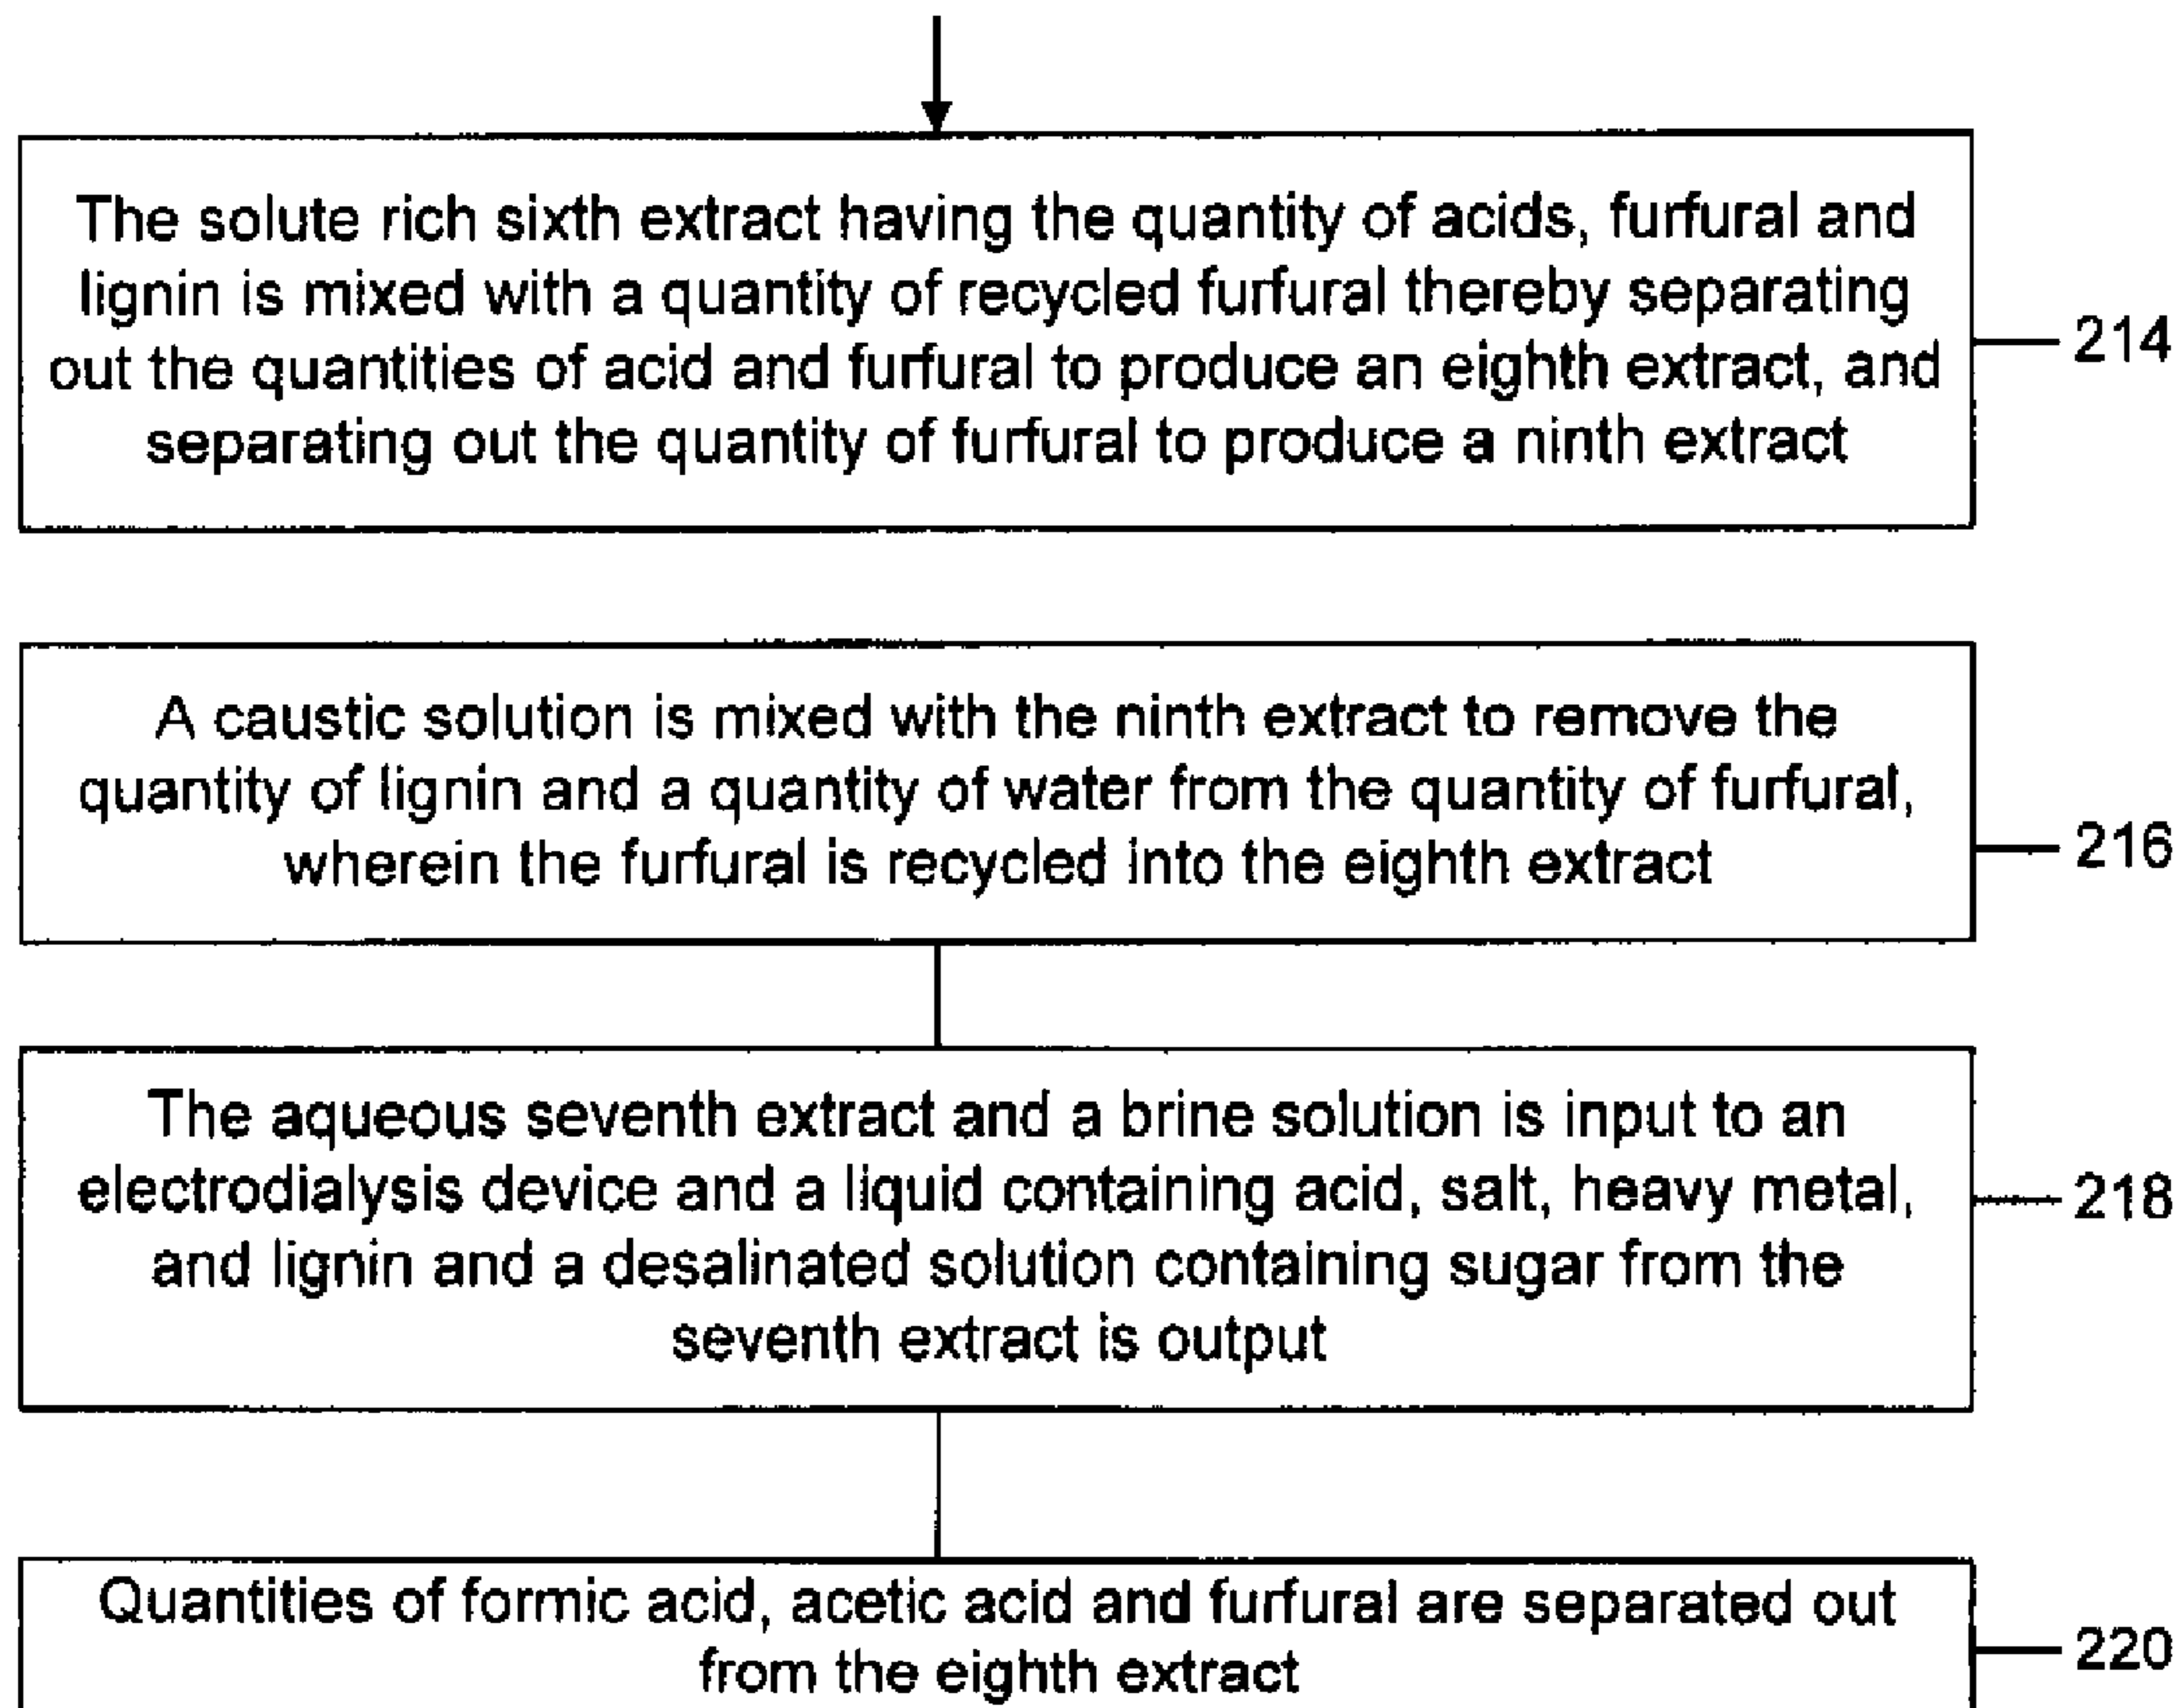 The solute rich sixth extract having the quantity of acids, furfural and
lignin is mixed with a quantity of recycled furfural thereby separating
out the quantities of acid and furfural to produce an eighth extract, and
separating out the quantity of furfural to produce a ninth extract
214
A caustic solution is mixed with the ninth extract to remove the
quantity of lignin and a quantity of water from the quantity of furfural,
wherein the furfural is recycled into the eighth extract
216
The aqueous seventh extract and a brine solution is input to an
electrodialysis device and a liquid containing acid, salt, heavy metal,
and lignin and a desalinated solution containing sugar from the
seventh extract is output
218
Quantities of formic acid, acetic acid and furfural are separated out
from the eighth extract
220